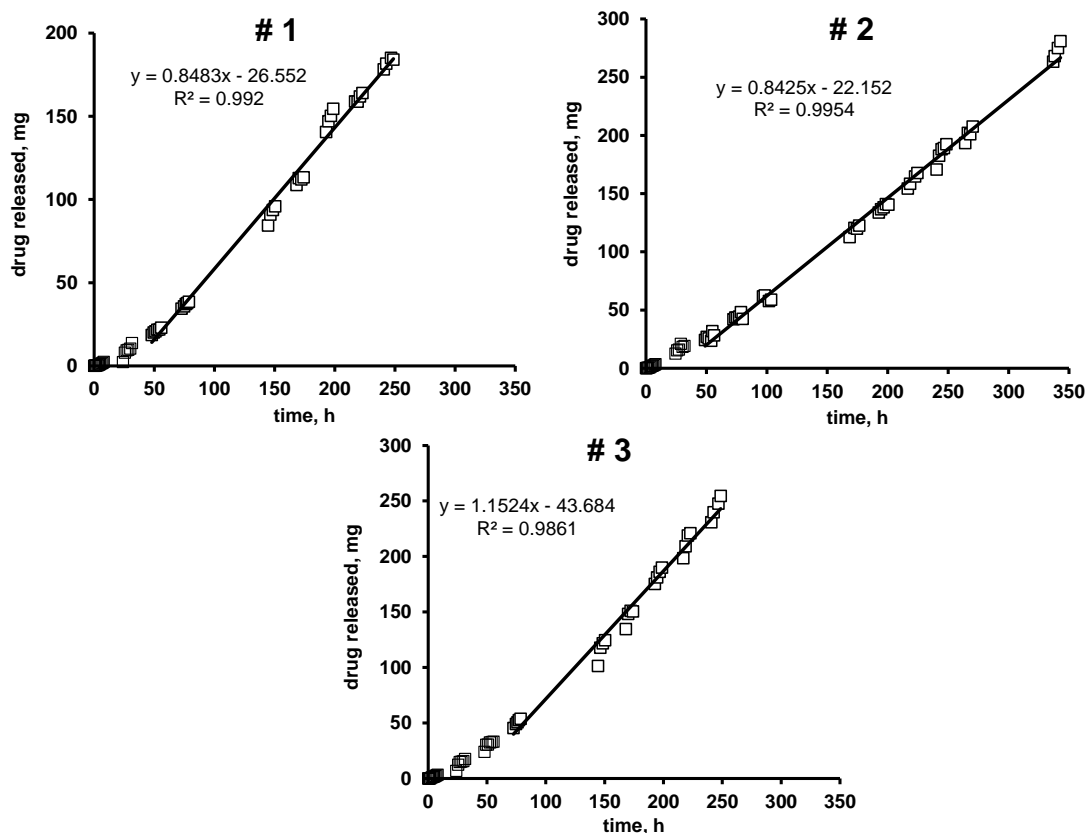 # 1
y = 0.8483x - 26.552
R² = 0.992
drug released, mg
200
150
100
50
0
0 50 100 150 200 250 300 350
time, h
# 2
y = 0.8425x - 22.152
R² = 0.9954
drug released, mg
300
250
200
150
100
50
0
0 50 100 150 200 250 300 350
time, h
# 3
y = 1.1524x - 43.684
R² = 0.9861
drug released, mg
300
250
200
150
100
50
0
0 50 100 150 200 250 300 350
time, h